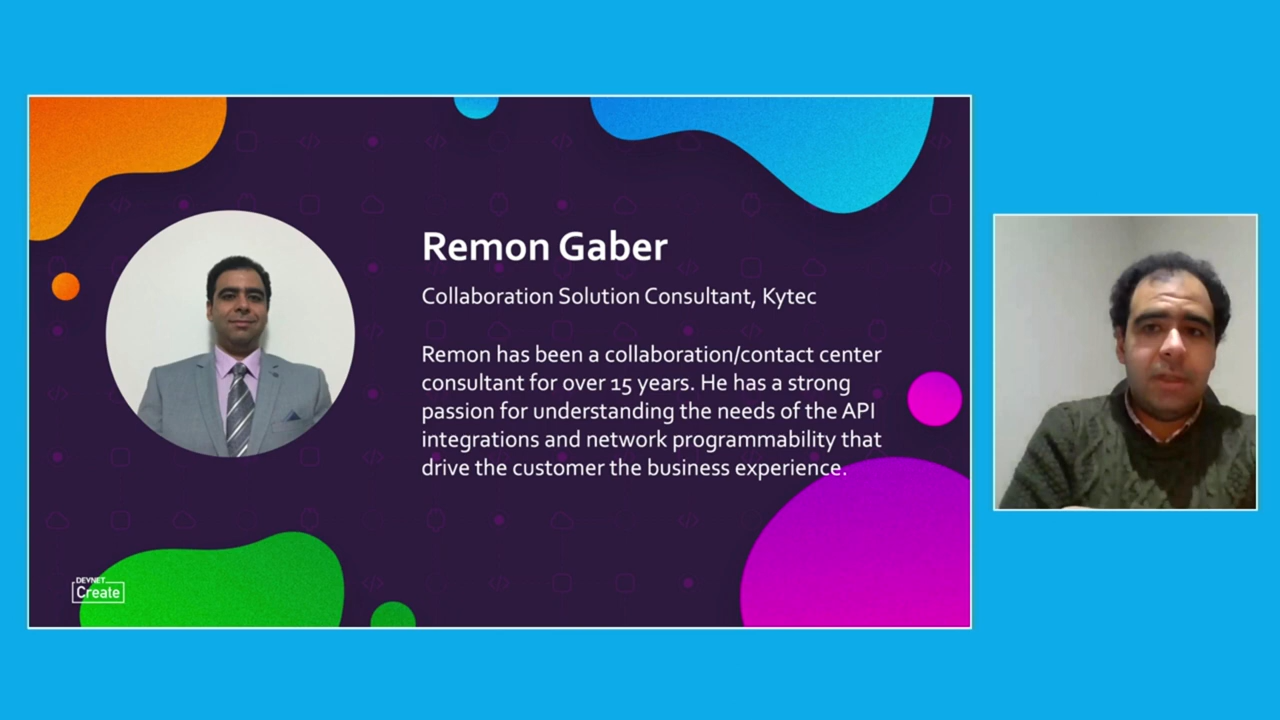 Remon Gaber
Collaboration Solution Consultant, Kytec
Remon has been a collaboration/contact center
consultant for over 15 years. He has a strong
passion for understanding the needs of the API
integrations and network programmability that
drive the customer the business experience.
DEVNET
Create